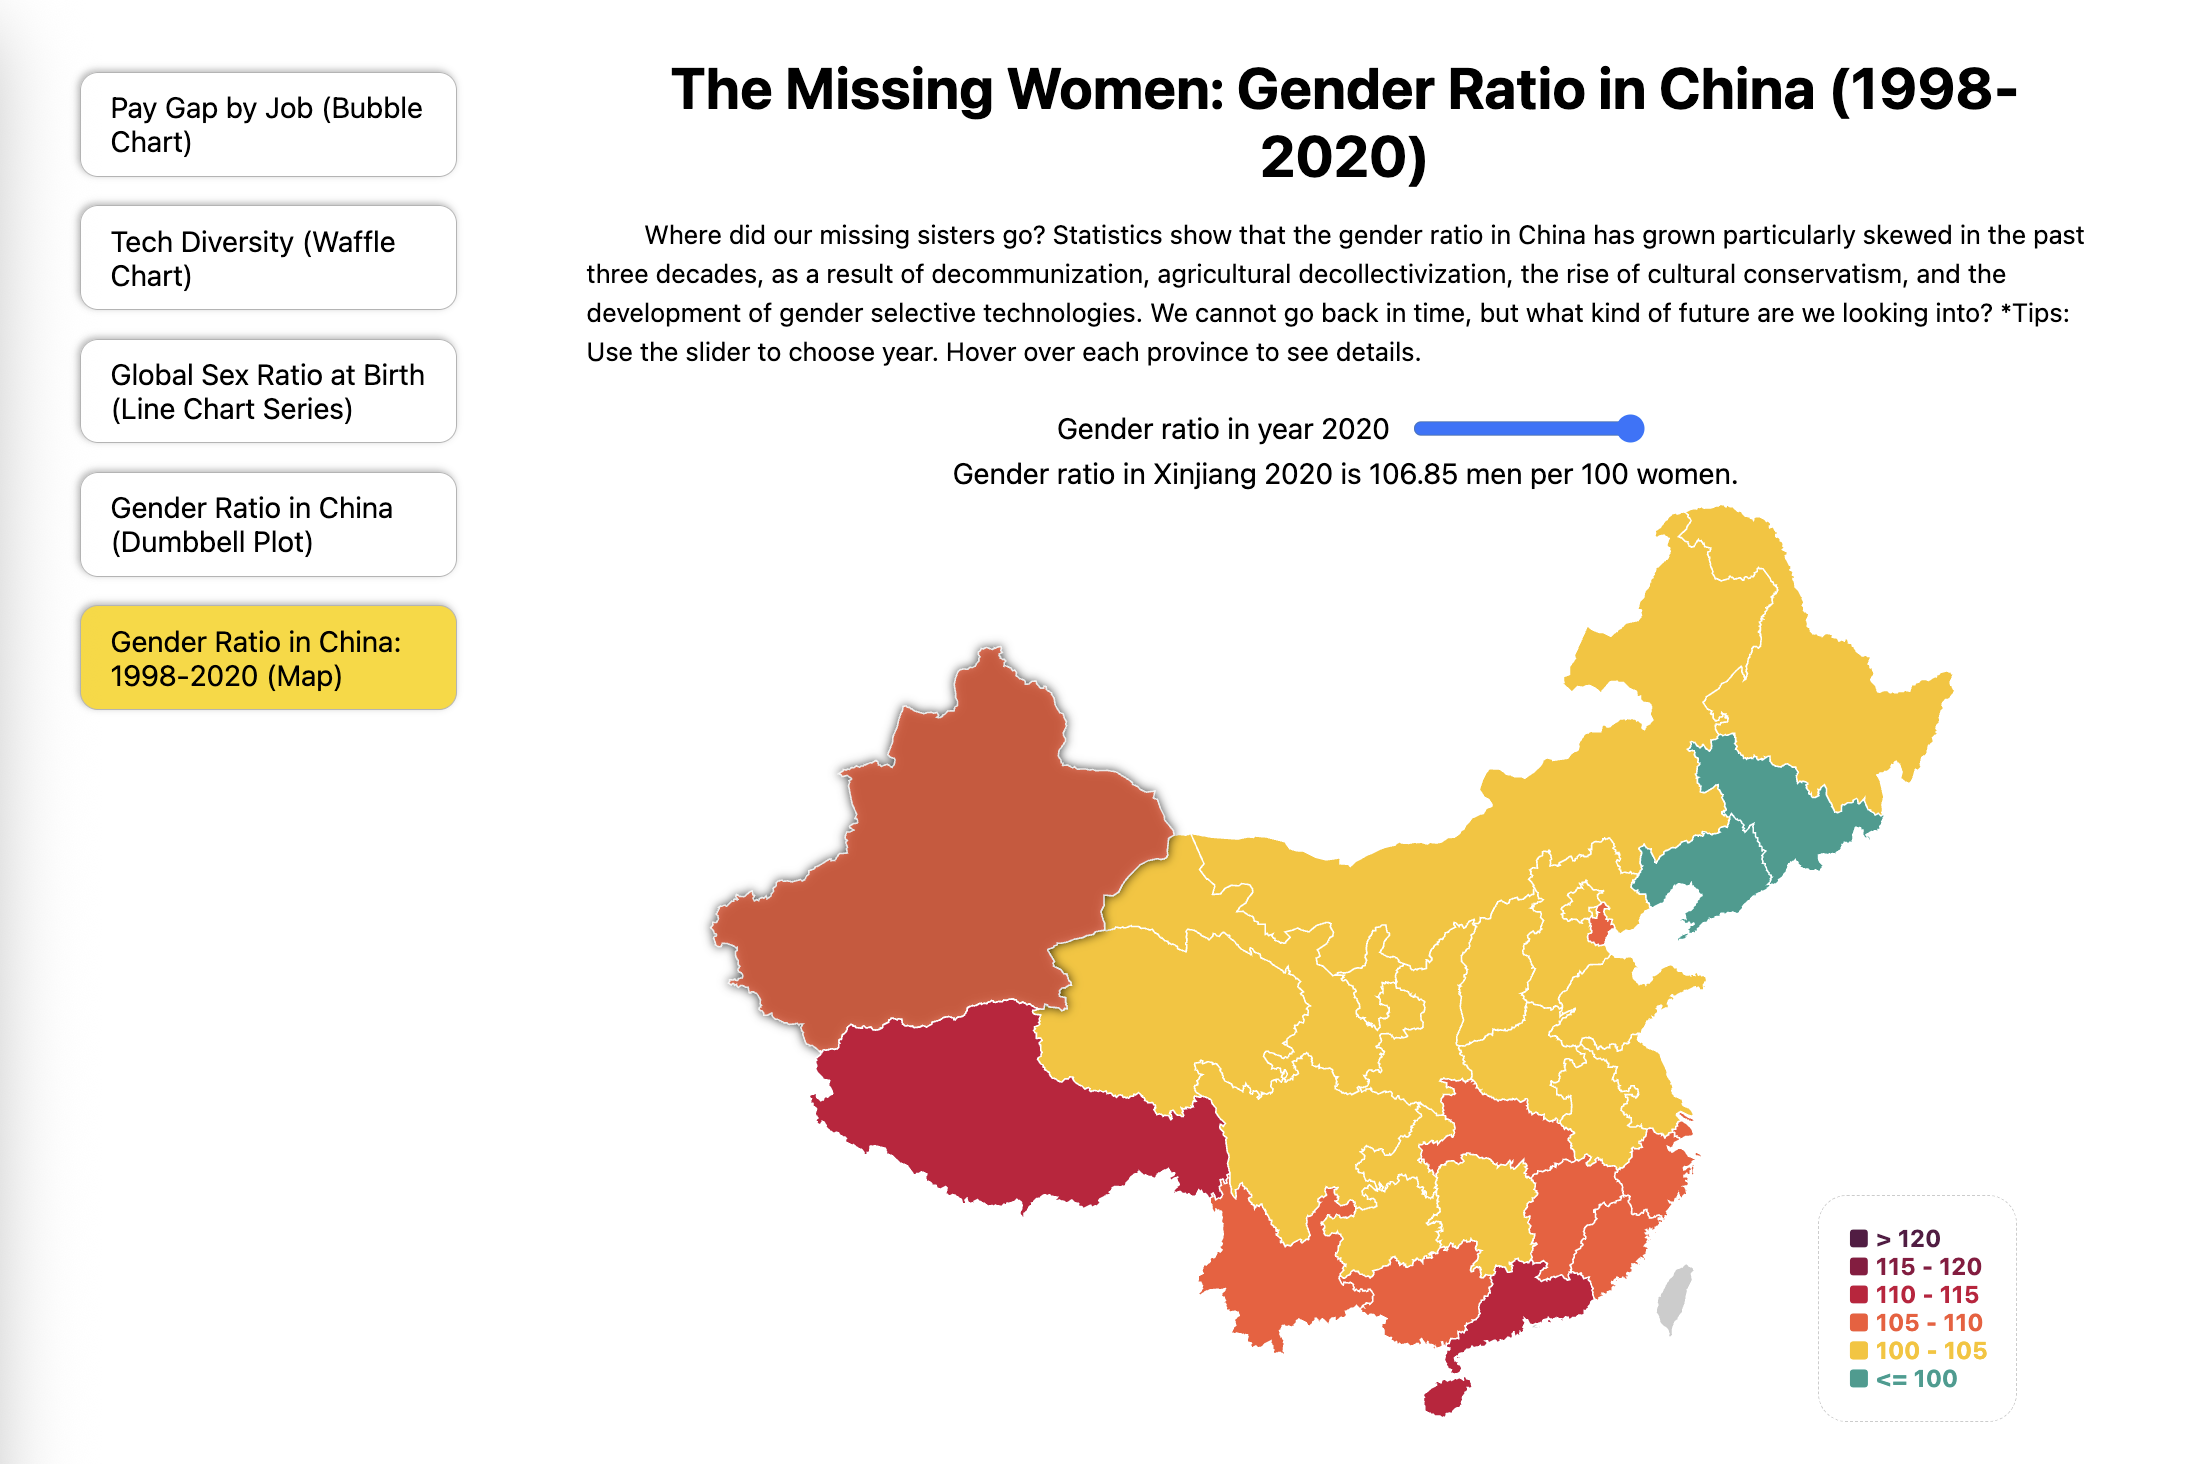 Pay Gap by Job (Bubble
Chart)
Tech Diversity (Waffle
Chart)
Global Sex Ratio at Birth
(Line Chart Series)
Gender Ratio in China
(Dumbbell Plot)
Gender Ratio in China:
1998-2020 (Map)
The Missing Women: Gender Ratio in China (1998-
2020)
Where did our missing sisters go? Statistics show that the gender ratio in China has grown particularly skewed in the past
three decades, as a result of decommunization, agricultural decollectivization, the rise of cultural conservatism, and the
development of gender selective technologies. We cannot go back in time, but what kind of future are we looking into? *Tips:
Use the slider to choose year. Hover over each province to see details.
Gender ratio in year 2020
Gender ratio in Xinjiang 2020 is 106.85 men per 100 women.
> 120
115 - 120
110 - 115
105 - 110
100 - 105
<= 100